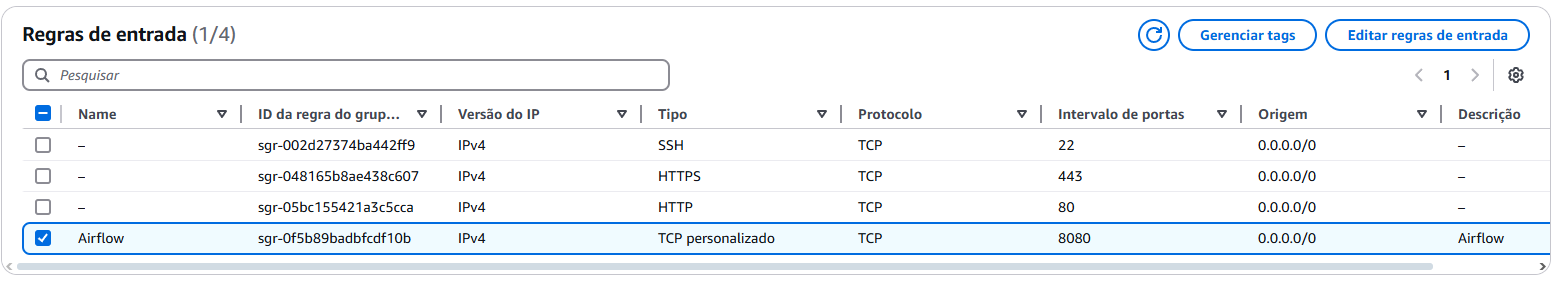 Regras de entrada (1/4)
Gerenciar tags
Editar regras de entrada
Pesquisar
1
Name ID da regra do grup... Versão do IP Tipo Protocolo Intervalo de portas Origem Descrição
– sgr-002d27374ba442ff9 IPv4 SSH TCP 22 0.0.0.0/0 –
– sgr-048165b8ae438c607 IPv4 HTTPS TCP 443 0.0.0.0/0 –
– sgr-05bc155421a3c5cca IPv4 HTTP TCP 80 0.0.0.0/0 –
Airflow sgr-0f5b89badbfcdf10b IPv4 TCP personalizado TCP 8080 0.0.0.0/0 Airflow